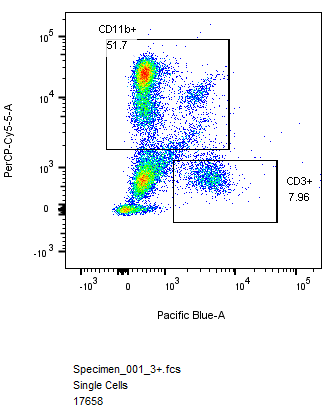 CD11b+
51.7
10^5
10^4
10^3
0
-10^3
PerCP-Cy5-5-A
CD3+
7.96
-10^3 0 10^3 10^4 10^5
Pacific Blue-A
Specimen_001_3+.fcs
Single Cells
17658